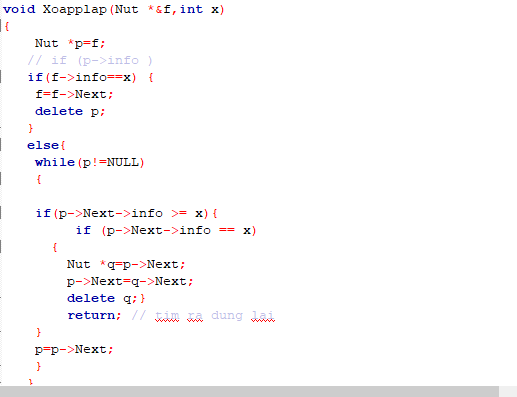 void Xoapplap(Nut *&f,int x)
{
Nut *p=f;
// if (p->info )
if(f->info==x) {
f=f->Next;
delete p;
}
else{
while(p!=NULL)
{
if(p->Next->info >= x){
if (p->Next->info == x)
{
Nut *q=p->Next;
p->Next=q->Next;
delete q;}
return; // tim ra dung lai
}
p=p->Next;
}
}